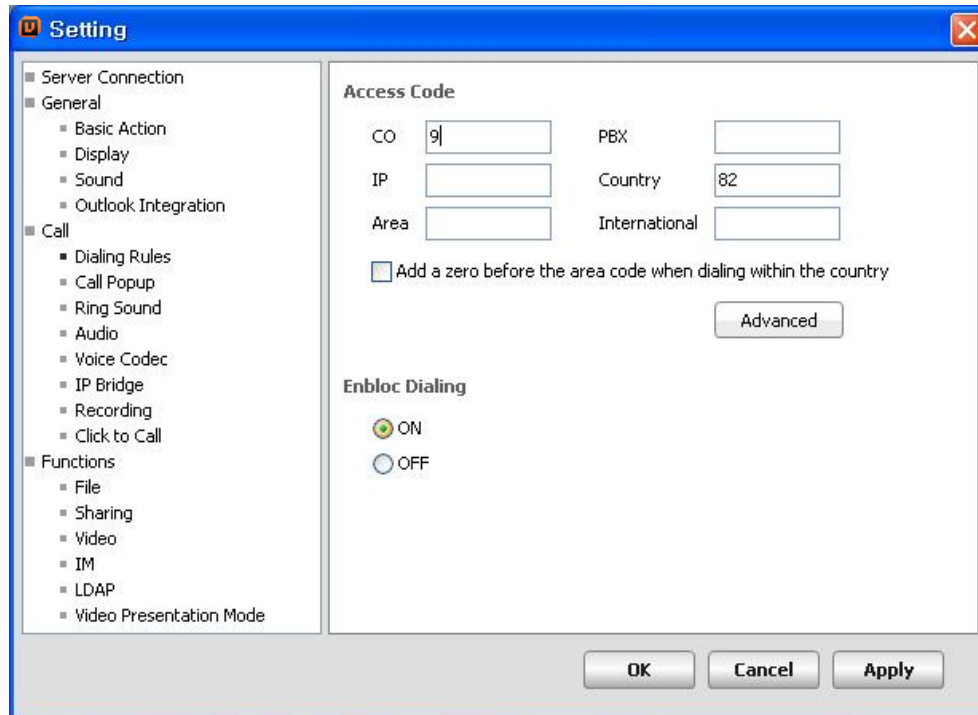 Setting
Server Connection
General
Basic Action
Display
Sound
Outlook Integration
Call
Dialing Rules
Call Popup
Ring Sound
Audio
Voice Codec
IP Bridge
Recording
Click to Call
Functions
File
Sharing
Video
IM
LDAP
Video Presentation Mode
Access Code
CO 9 PBX
IP Country 82
Area International
Add a zero before the area code when dialing within the country
Advanced
Enbloc Dialing
ON
OFF
OK Cancel Apply